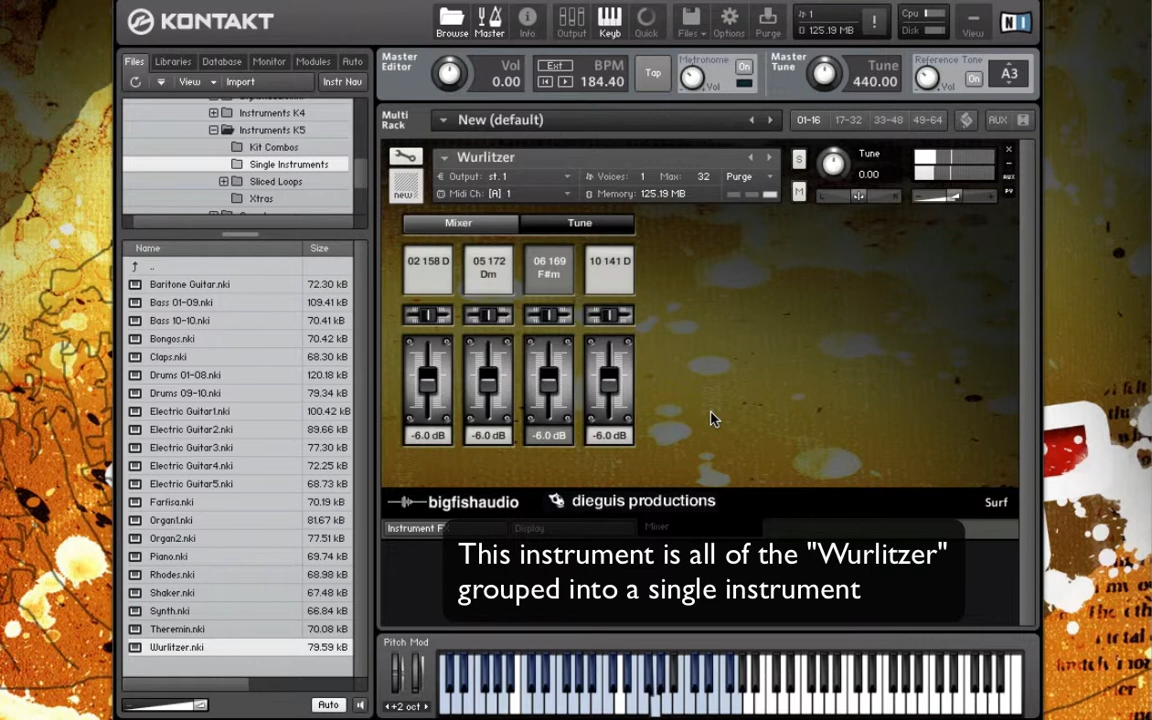 KONTAKT
Browse
Master
Info
Output
Keyb
Quick
Files
Options
Purge
1
125.19 MB
!
Cpu
Disk
View
NI
Files
Libraries
Database
Monitor
Modules
Auto
View
Import
Instr Nav
Instruments K4
Instruments K5
Kit Combos
Single Instruments
Sliced Loops
Xtras
Name Size
..
Baritone Guitar.nki 72.30 kB
Bass 01-09.nki 109.41 kB
Bass 10-10.nki 70.41 kB
Bongos.nki 70.42 kB
Claps.nki 68.30 kB
Drums 01-08.nki 120.18 kB
Drums 09-10.nki 79.34 kB
Electric Guitar1.nki 100.42 kB
Electric Guitar2.nki 89.66 kB
Electric Guitar3.nki 77.30 kB
Electric Guitar4.nki 72.25 kB
Electric Guitar5.nki 68.73 kB
Farfisa.nki 70.19 kB
Organ1.nki 81.67 kB
Organ2.nki 77.51 kB
Piano.nki 69.74 kB
Rhodes.nki 68.98 kB
Shaker.nki 67.48 kB
Synth.nki 66.84 kB
Theremin.nki 70.08 kB
Wurlitzer.nki 79.59 kB
Auto
Master
Editor
Vol
0.00
Ext
BPM
184.40
Tap
Metronome
On
Vol
Master
Tune
Tune
440.00
Reference Tone
On
A3
Multi
Rack
New (default)
01-16
17-32
33-48
49-64
AUX
Wurlitzer
new
Output: st.1
Voices: 1 Max: 32
Purge
Midi Ch: [A] 1
Memory: 125.19 MB
S
M
Tune
0.00
L
R
AUX
PV
Mixer
Tune
02 158 D
05 172
Dm
06 169
F#m
10 141 D
-6.0 dB
-6.0 dB
-6.0 dB
-6.0 dB
bigfishaudio
dieguis productions
Surf
Display
Mixer
This instrument is all of the "Wurlitzer"
grouped into a single instrument
Pitch Mod
+2 oct